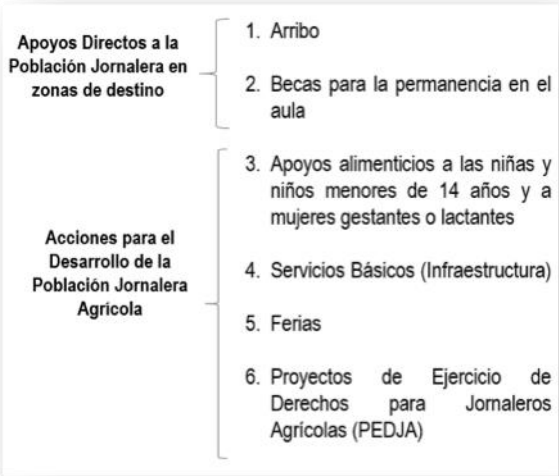 Apoyos Directos a la
Población Jornalera en
zonas de destino
1. Arribo
2. Becas para la permanencia en el
aula
Acciones para el
Desarrollo de la
Población Jornalera
Agrícola
3. Apoyos alimenticios a las niñas y
niños menores de 14 años y a
mujeres gestantes o lactantes
4. Servicios Básicos (Infraestructura)
5. Ferias
6. Proyectos de Ejercicio de
Derechos para Jornaleros
Agrícolas (PEDJA)